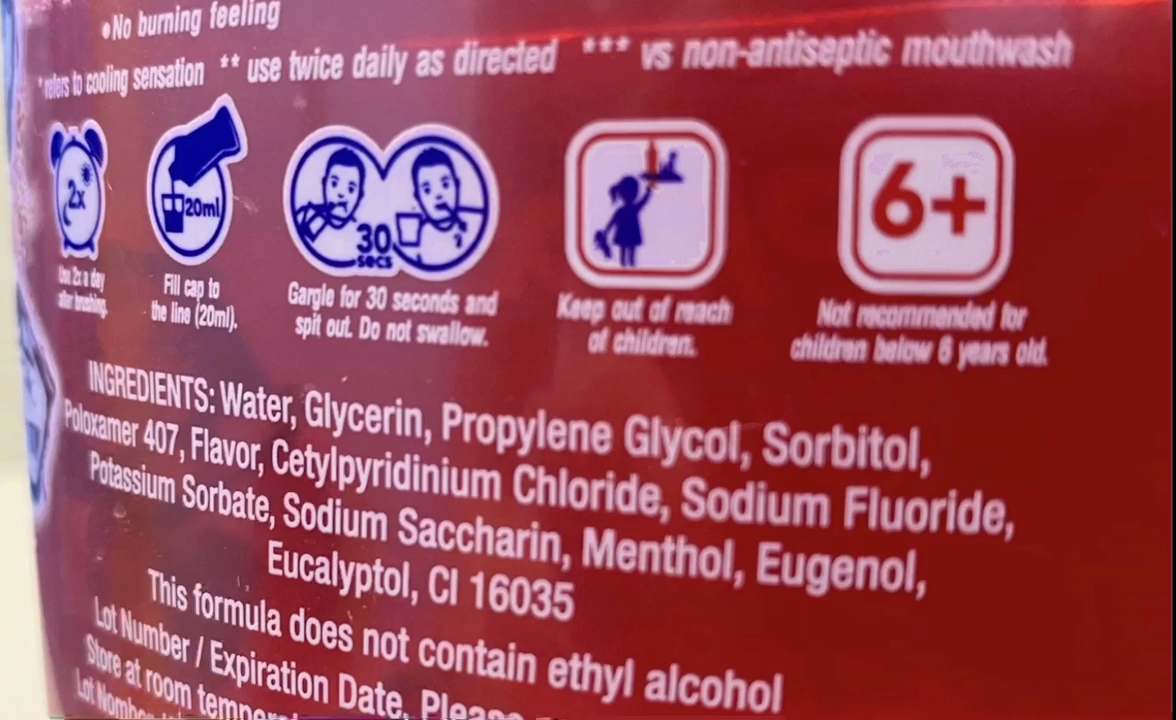 •No burning feeling
* refers to cooling sensation ** use twice daily as directed *** vs non-antiseptic mouthwash
2x
20ml
30
secs
6+
Use 2x a day
after brushing.
Fill cap to
the line (20ml).
Gargle for 30 seconds and
spit out. Do not swallow.
Keep out of reach
of children.
Not recommended for
children below 6 years old.
INGREDIENTS: Water, Glycerin, Propylene Glycol, Sorbitol,
Poloxamer 407, Flavor, Cetylpyridinium Chloride, Sodium Fluoride,
Potassium Sorbate, Sodium Saccharin, Menthol, Eugenol,
Eucalyptol, CI 16035
This formula does not contain ethyl alcohol
Lot Number / Expiration Date, Please
Store at room
Lot